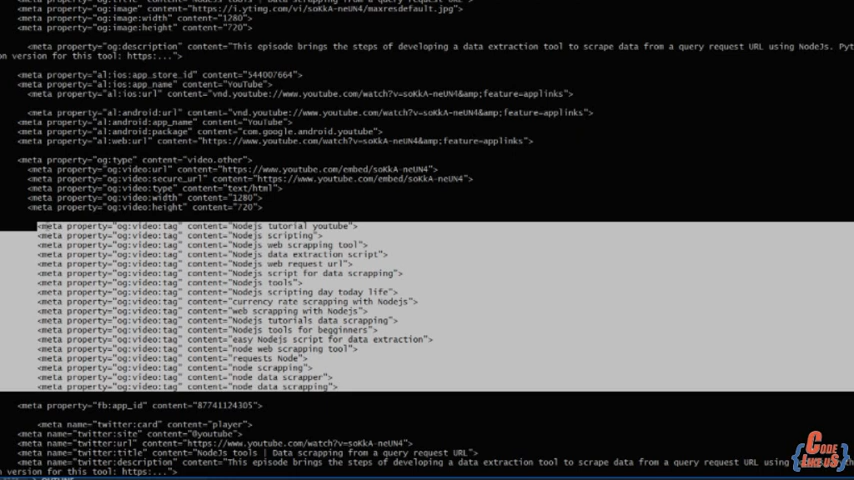 <meta property="og:image" content="https://i.ytimg.com/vi/soKkA-neUN4/maxresdefault.jpg">
<meta property="og:image:width" content="1280">
<meta property="og:image:height" content="720">
<meta property="og:description" content="This episode brings the steps of developing a data extraction tool to scrape data from a query request URL using NodeJs. Pyt
on version for this tool: https:...">
<meta property="al:ios:app_store_id" content="544007664">
<meta property="al:ios:app_name" content="YouTube">
<meta property="al:ios:url" content="vnd.youtube://www.youtube.com/watch?v=soKkA-neUN4&amp;feature=applinks">
<meta property="al:android:url" content="vnd.youtube://www.youtube.com/watch?v=soKkA-neUN4&amp;feature=applinks">
<meta property="al:android:app_name" content="YouTube">
<meta property="al:android:package" content="com.google.android.youtube">
<meta property="al:web:url" content="https://www.youtube.com/watch?v=soKkA-neUN4&amp;feature=applinks">
<meta property="og:type" content="video.other">
<meta property="og:video:url" content="https://www.youtube.com/embed/soKkA-neUN4">
<meta property="og:video:secure_url" content="https://www.youtube.com/embed/soKkA-neUN4">
<meta property="og:video:type" content="text/html">
<meta property="og:video:width" content="1280">
<meta property="og:video:height" content="720">
<meta property="og:video:tag" content="Nodejs tutorial youtube">
<meta property="og:video:tag" content="Nodejs scripting">
<meta property="og:video:tag" content="Nodejs web scrapping tool">
<meta property="og:video:tag" content="Nodejs data extraction script">
<meta property="og:video:tag" content="Nodejs web request url">
<meta property="og:video:tag" content="Nodejs script for data scrapping">
<meta property="og:video:tag" content="Nodejs tools">
<meta property="og:video:tag" content="Nodejs scripting day today life">
<meta property="og:video:tag" content="currency rate scrapping with Nodejs">
<meta property="og:video:tag" content="web scrapping with Nodejs">
<meta property="og:video:tag" content="Nodejs tutorials data scrapping">
<meta property="og:video:tag" content="Nodejs tools for begginners">
<meta property="og:video:tag" content="easy Nodejs script for data extraction">
<meta property="og:video:tag" content="node web scrapping tool">
<meta property="og:video:tag" content="requests Node">
<meta property="og:video:tag" content="node scrapping">
<meta property="og:video:tag" content="node data scrapper">
<meta property="og:video:tag" content="node data scrapping">
<meta property="fb:app_id" content="87741124305">
<meta name="twitter:card" content="player">
<meta name="twitter:site" content="@youtube">
<meta name="twitter:url" content="https://www.youtube.com/watch?v=soKkA-neUN4">
<meta name="twitter:title" content="NodeJs tools | Data scrapping from a request URL">
<meta name="twitter:description" content="This episode brings the steps of developing a data extraction tool to scrape data from a query request URL using
n version for this tool: https:...">
CODE
LIKE US